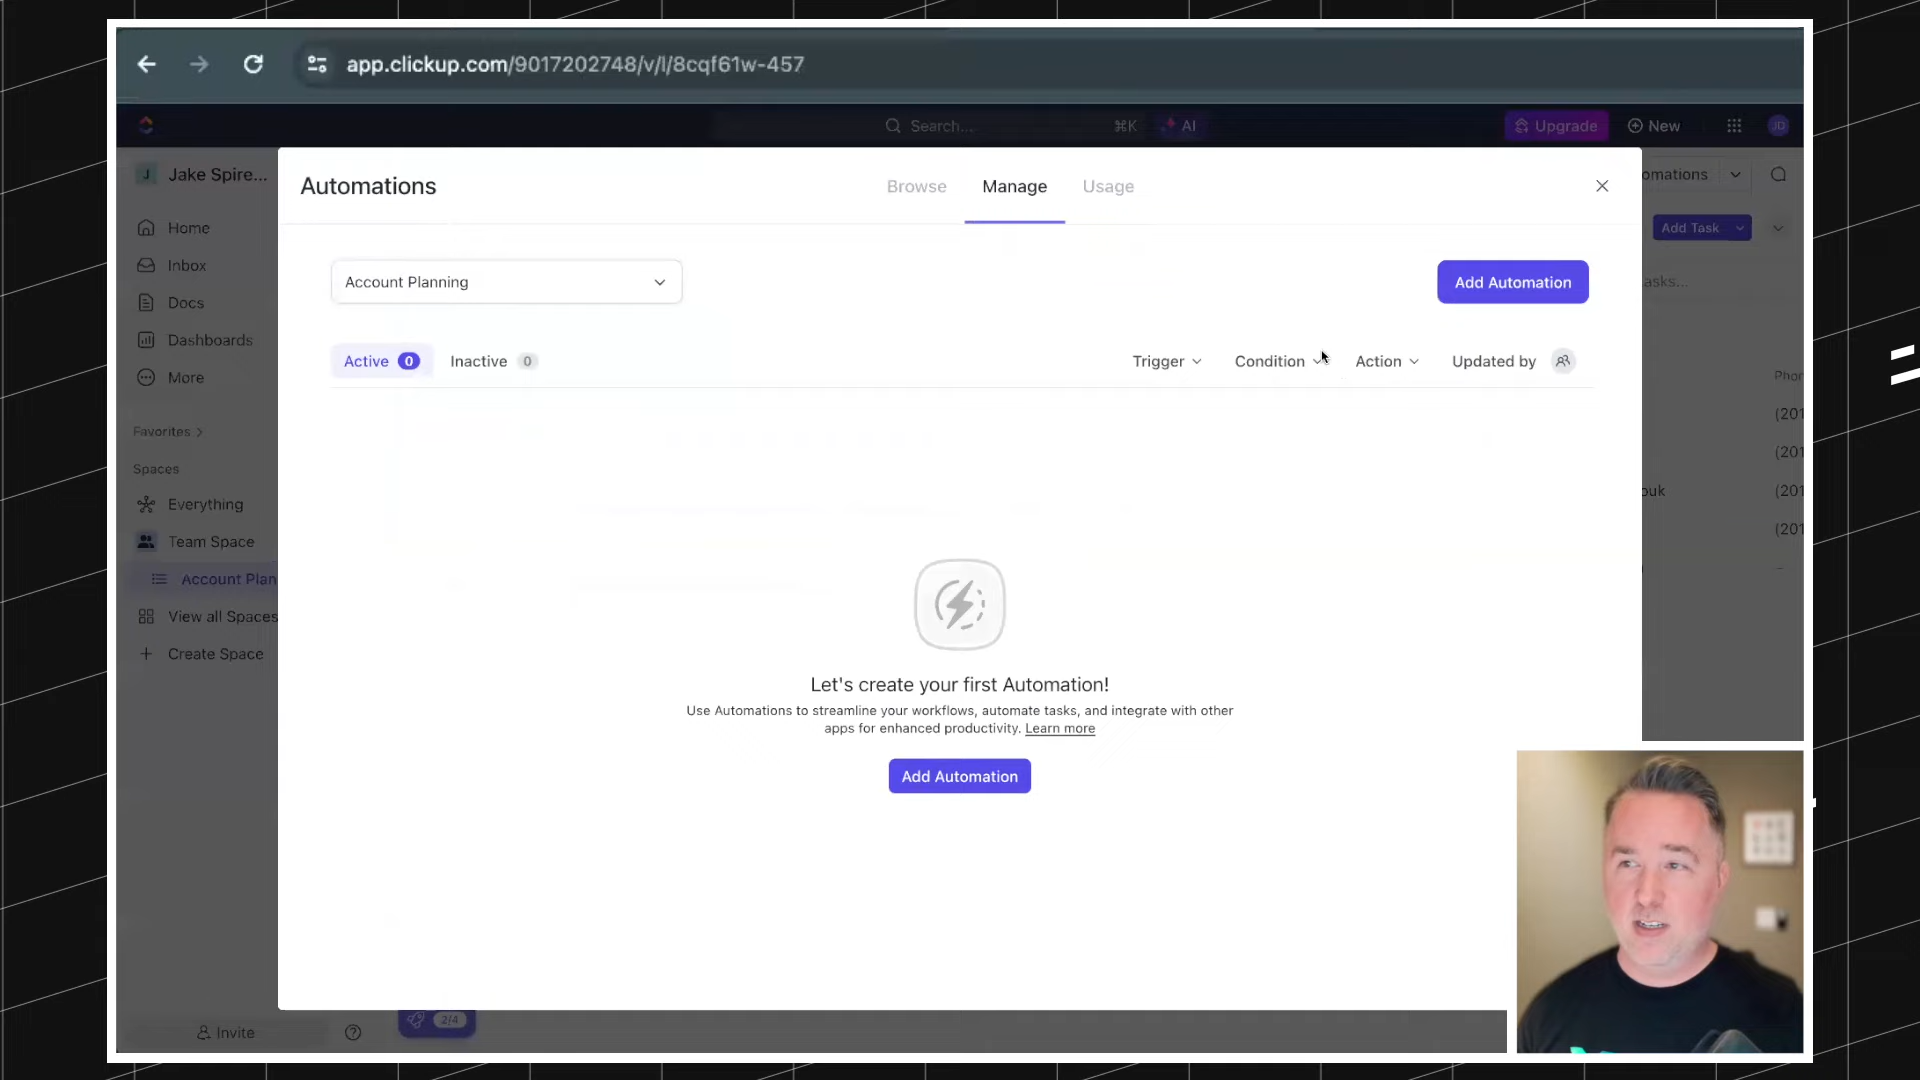 app.clickup.com/9017202748/v/l/8cqf61w-457
Search...
⌘K
AI
Upgrade
New
JD
J
Jake Spire...
Home
Inbox
Docs
Dashboards
More
Favorites
Spaces
Everything
Team Space
Account Plan
View all Spaces
Create Space
Invite
2/4
Automations
Browse
Manage
Usage
Account Planning
Add Automation
Active 0
Inactive 0
Trigger
Condition
Action
Updated by
Let's create your first Automation!
Use Automations to streamline your workflows, automate tasks, and integrate with other
apps for enhanced productivity. Learn more
Add Automation
omations
Add Task
asks...
Phor
(201
(201
ouk
(201
(201